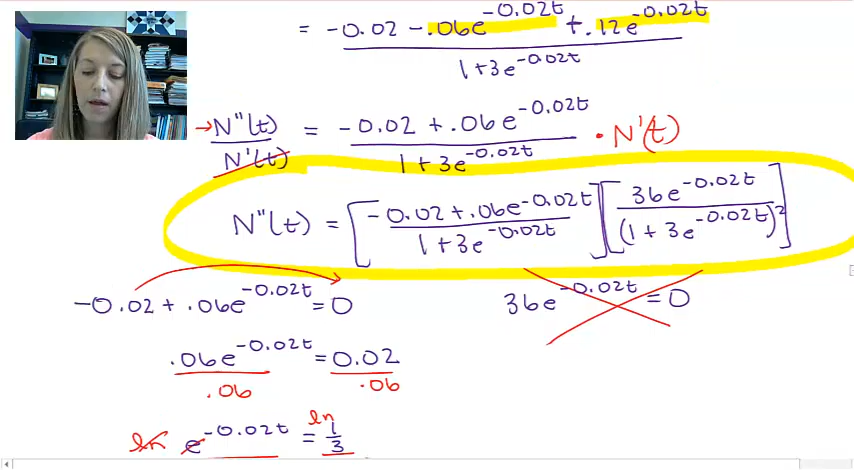 = -0.02 - .06e^{-0.02t} + .12e^{-0.02t}
1+3e^{-0.02t}
→ N''(t) = -0.02 + .06e^{-0.02t} • N'(t)
N'(t) 1+3e^{-0.02t}
N''(t) = [ -0.02 + .06e^{-0.02t} ] [ 36e^{-0.02t} ]
1+3e^{-0.02t} (1+3e^{-0.02t})^2
-0.02 + .06e^{-0.02t} = 0 36e^{-0.02t} = 0
.06e^{-0.02t} = 0.02
.06 .06
ln e^{-0.02t} = ln 1
3